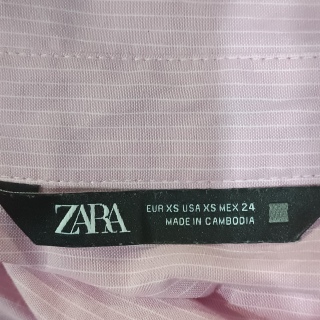 ZARA
EUR XS USA XS MEX 24
MADE IN CAMBODIA